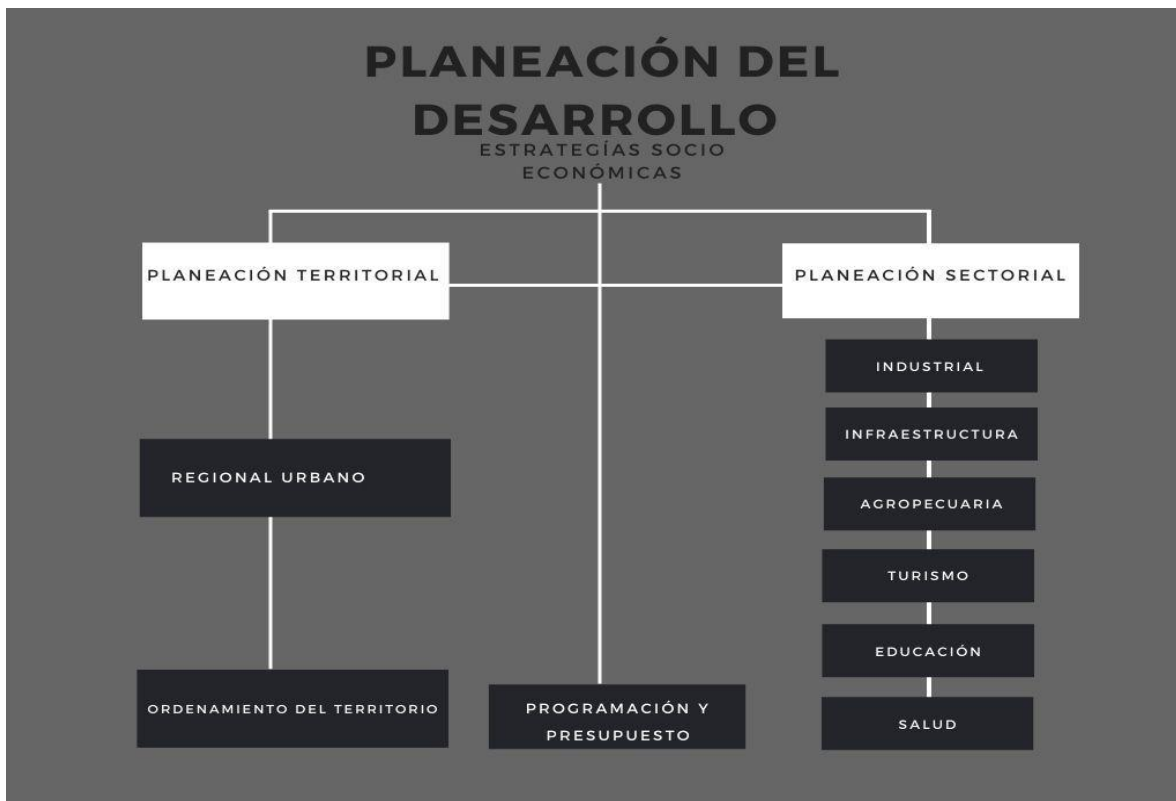 PLANEACIÓN DEL
DESARROLLO
ESTRATEGÍAS SOCIO
ECONÓMICAS
PLANEACIÓN TERRITORIAL
PLANEACIÓN SECTORIAL
INDUSTRIAL
INFRAESTRUCTURA
REGIONAL URBANO
AGROPECUARIA
TURISMO
EDUCACIÓN
ORDENAMIENTO DEL TERRITORIO
PROGRAMACIÓN Y
PRESUPUESTO
SALUD